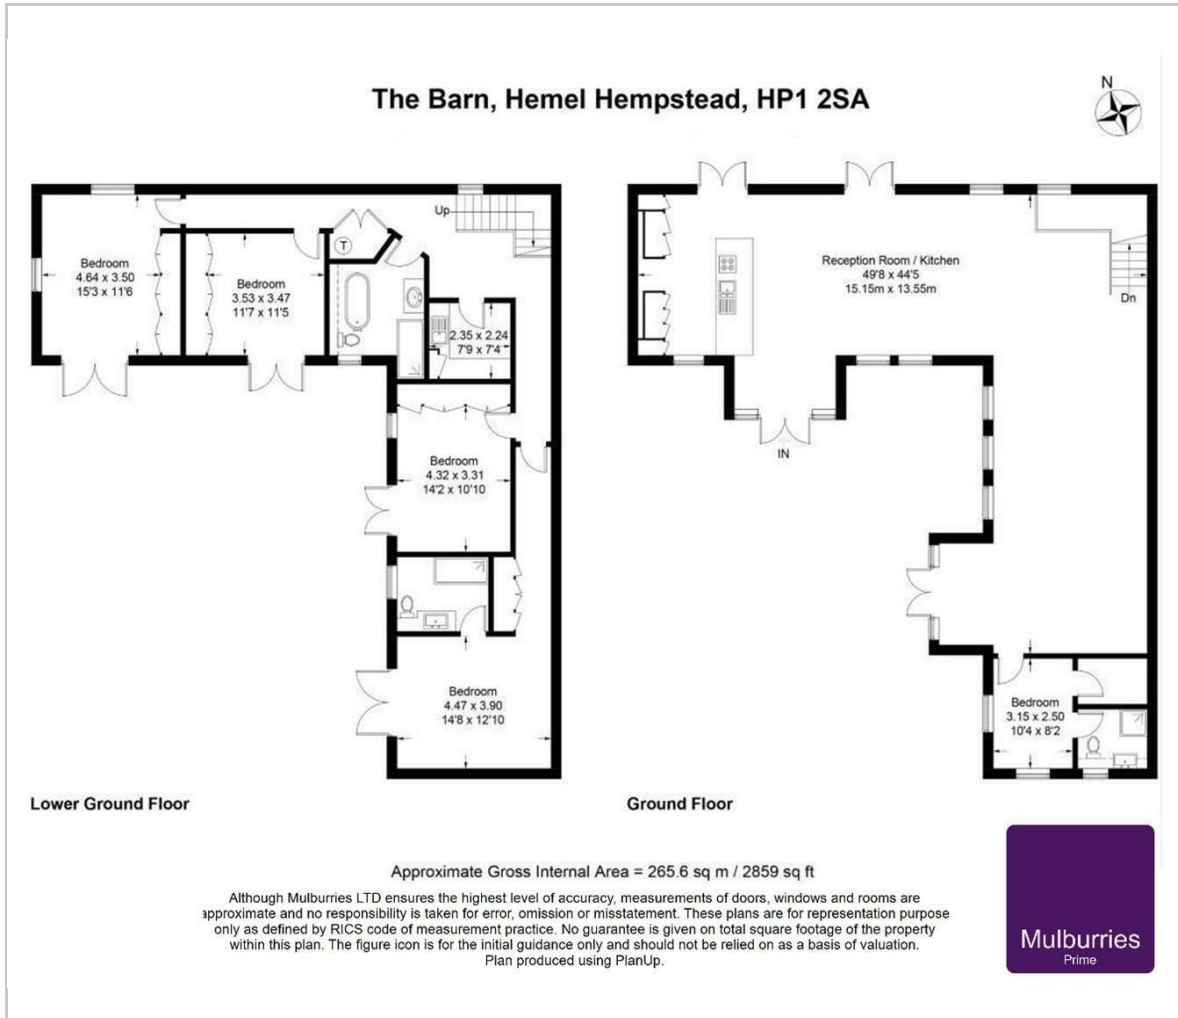 The Barn, Hemel Hempstead, HP1 2SA
N
Up
T
Bedroom
4.64 x 3.50
15'3 x 11'6
Bedroom
3.53 x 3.47
11'7 x 11'5
2.35 x 2.24
7'9 x 7'4
Bedroom
4.32 x 3.31
14'2 x 10'10
Bedroom
4.47 x 3.90
14'8 x 12'10
Lower Ground Floor
Reception Room / Kitchen
49'8 x 44'5
15.15m x 13.55m
Dn
IN
Bedroom
3.15 x 2.50
10'4 x 8'2
Ground Floor
Approximate Gross Internal Area = 265.6 sq m / 2859 sq ft
Although Mulburries LTD ensures the highest level of accuracy, measurements of doors, windows and rooms are
approximate and no responsibility is taken for error, omission or misstatement. These plans are for representation purpose
only as defined by RICS code of measurement practice. No guarantee is given on total square footage of the property
within this plan. The figure icon is for the initial guidance only and should not be relied on as a basis of valuation.
Plan produced using PlanUp.
Mulburries
Prime